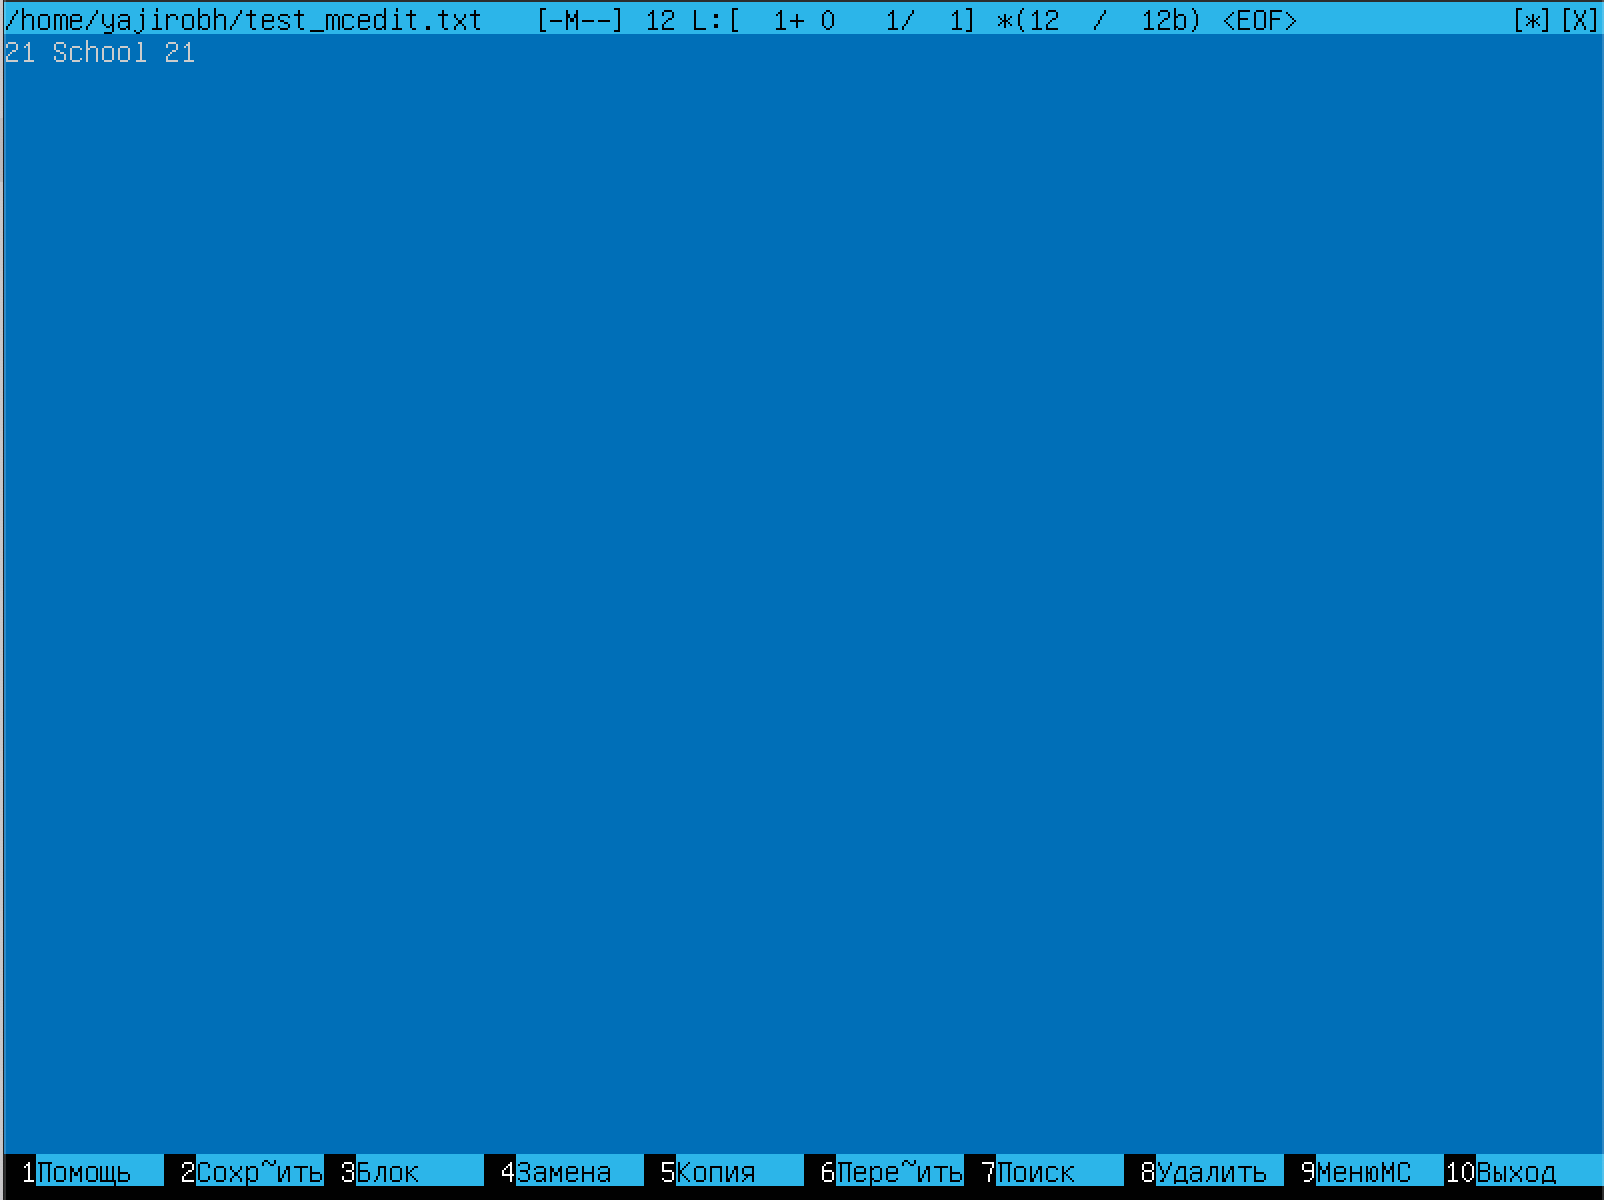 /home/yajirobh/test_mcedit.txt [-M--] 12 L:[ 1+ 0 1/ 1] *(12 / 12b) <EOF> [*][X]
21 School 21
1Помощь 2Сохр~ить 3Блок 4Замена 5Копия 6Пере~ить 7Поиск 8Удалить 9МенюMC 10Выход